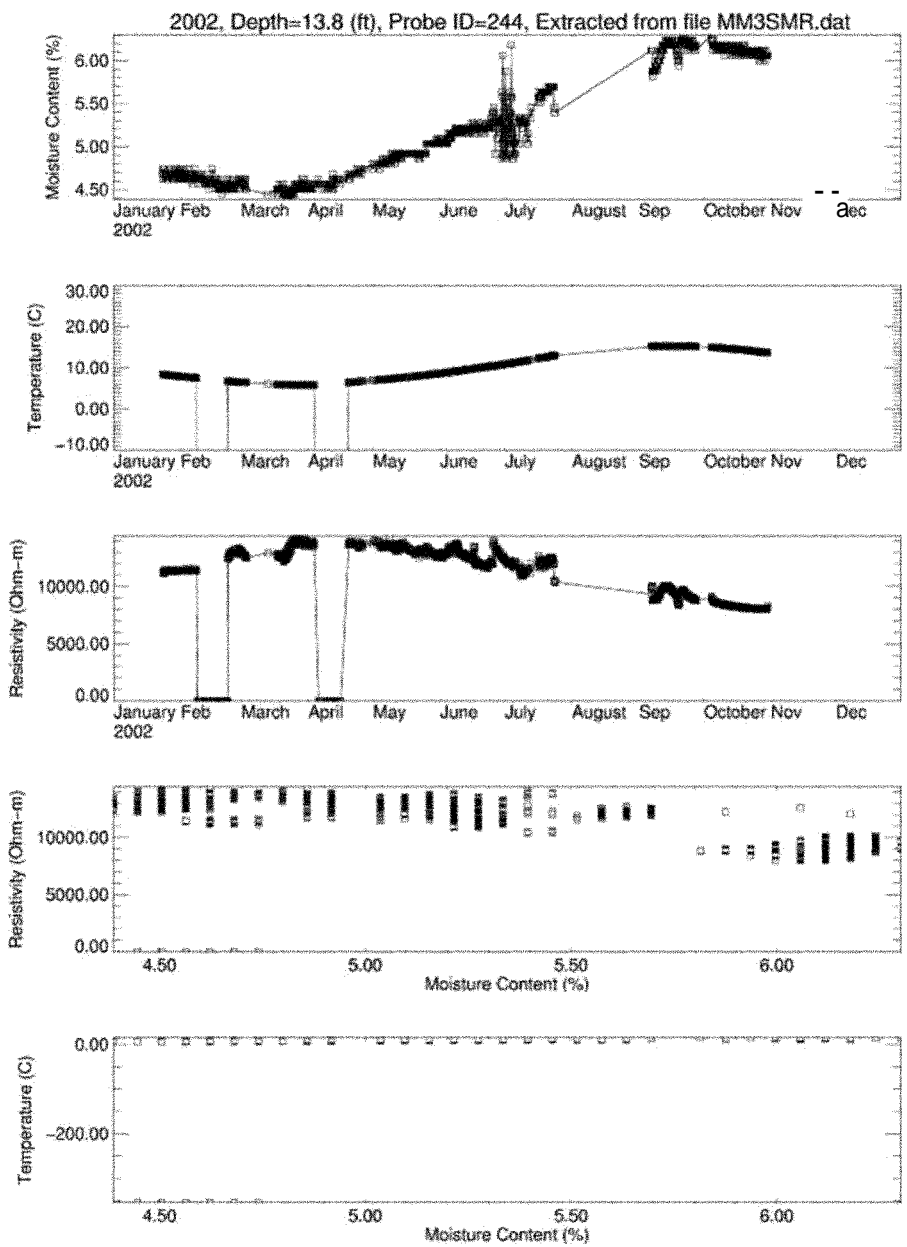 2002, Depth=13.8 (ft), Probe ID=244, Extracted from file MM3SMR.dat
Moisture Content (%)
6.00
5.50
5.00
4.50
January Feb March April May June July August Sep October Nov aec
2002
Temperature (C)
30.00
20.00
10.00
0.00
-10.00
January Feb March April May June July August Sep October Nov Dec
2002
Resistivity (Ohm-m)
10000.00
5000.00
0.00
January Feb March April May June July August Sep October Nov Dec
2002
Resistivity (Ohm-m)
10000.00
5000.00
0.00
4.50 5.00 5.50 6.00
Moisture Content (%)
Temperature (C)
0.00
-200.00
4.50 5.00 5.50 6.00
Moisture Content (%)